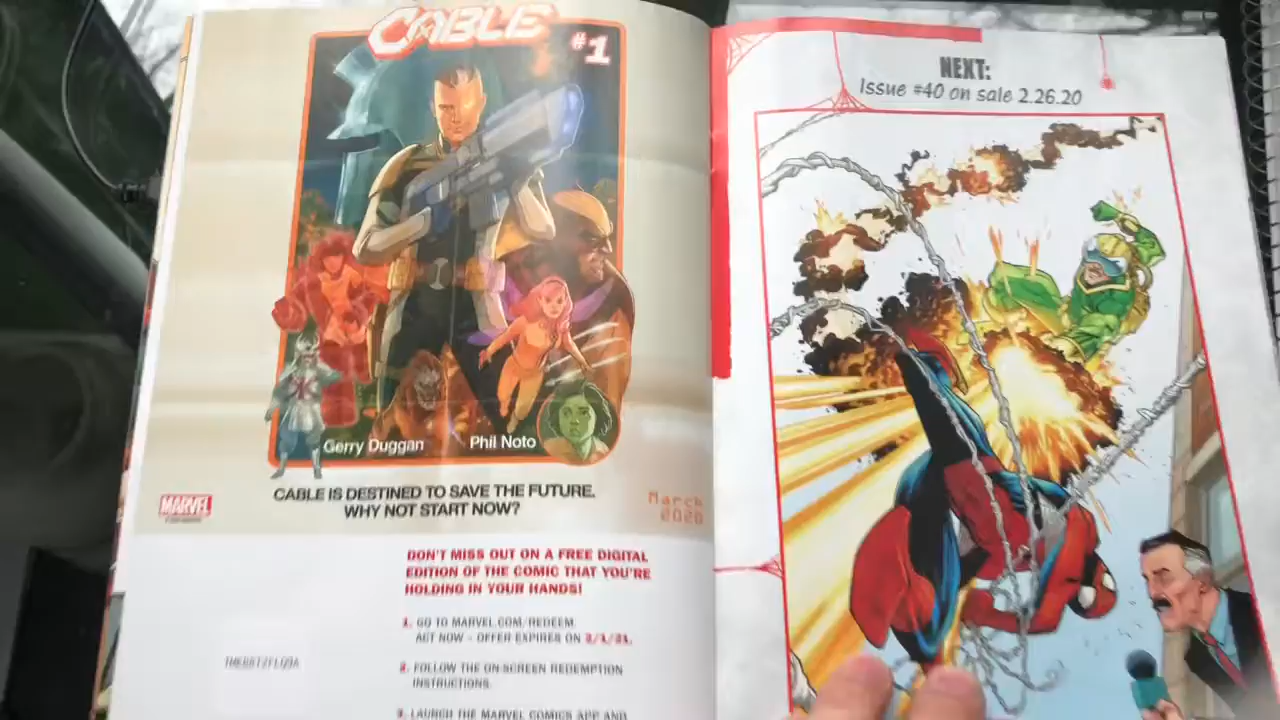 CABLE
#1
Gerry Duggan Phil Noto
CABLE IS DESTINED TO SAVE THE FUTURE.
WHY NOT START NOW?
MARVEL
March
2020
DON'T MISS OUT ON A FREE DIGITAL
EDITION OF THE COMIC THAT YOU'RE
HOLDING IN YOUR HANDS!
1. GO TO MARVEL.COM/REDEEM.
ACT NOW – OFFER EXPIRES ON
2. FOLLOW THE ON-SCREEN REDEMPTION
INSTRUCTIONS.
3. LAUNCH THE MARVEL COMICS APP AND
NEXT:
Issue #40 on sale 2.26.20